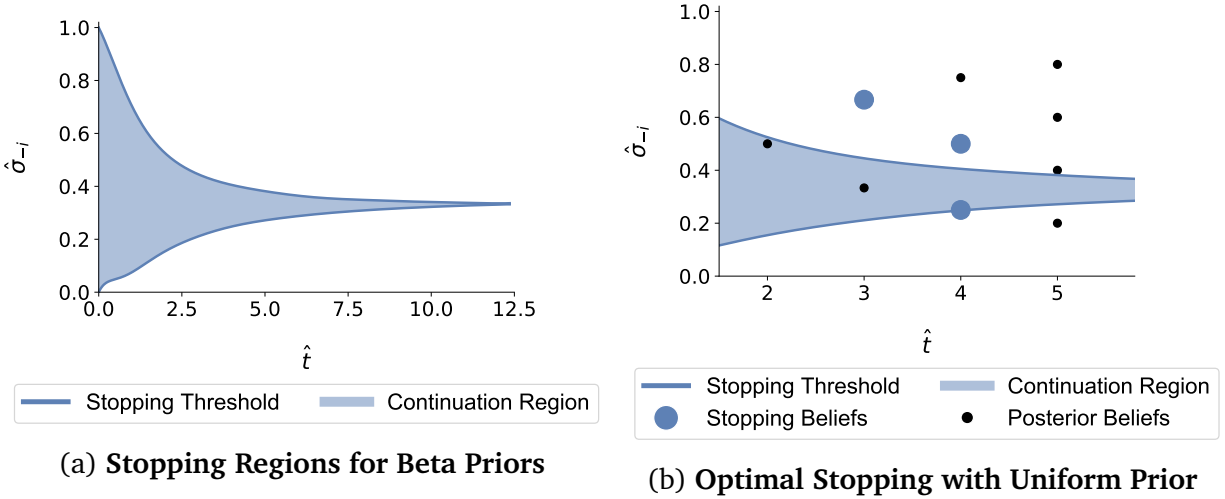 1.0
0.8
0.6
0.4
0.2
0.0
σ̂₋ᵢ
0.0 2.5 5.0 7.5 10.0 12.5
t̂
Stopping Threshold Continuation Region
(a) Stopping Regions for Beta Priors
1.0
0.8
0.6
0.4
0.2
0.0
σ̂₋ᵢ
2 3 4 5
t̂
Stopping Threshold Continuation Region
Stopping Beliefs Posterior Beliefs
(b) Optimal Stopping with Uniform Prior